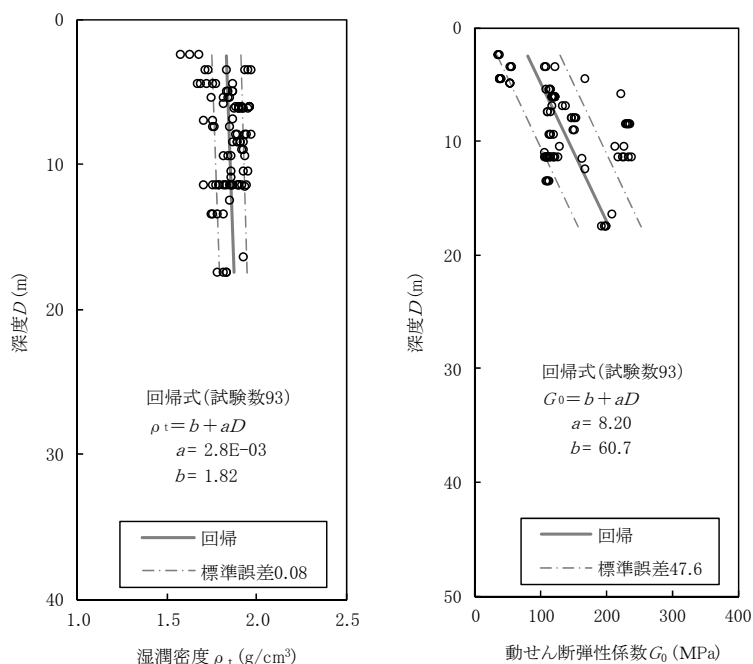 0
10
20
30
40
深度D (m)
1.0
1.5
2.0
2.5
湿潤密度 ρt (g/cm³)
回帰式(試験数93)
ρt＝b＋aD
a= 2.8E-03
b= 1.82
回帰
標準誤差0.08
0
10
20
30
40
50
深度D (m)
0
100
200
300
400
動せん断弾性係数G0 (MPa)
回帰式(試験数93)
G0＝b＋aD
a= 8.20
b= 60.7
回帰
標準誤差47.6